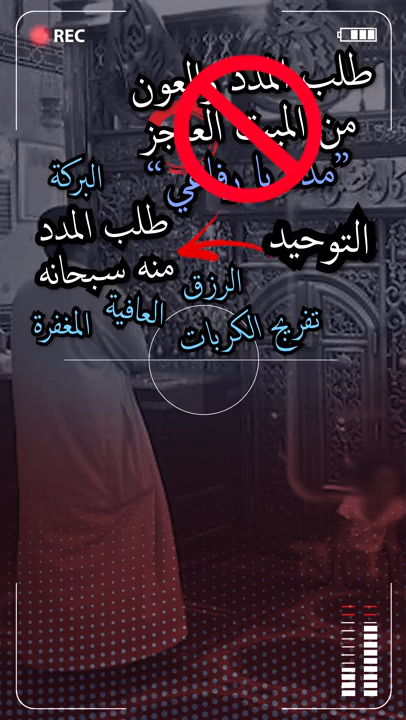 REC
طلب المدد والعون
من الميت العاجز
“مدد يا رفاعي”
البركة
طلب المدد
منه سبحانه
التوحيد
الرزق
العافية
المغفرة
تفريج الكربات